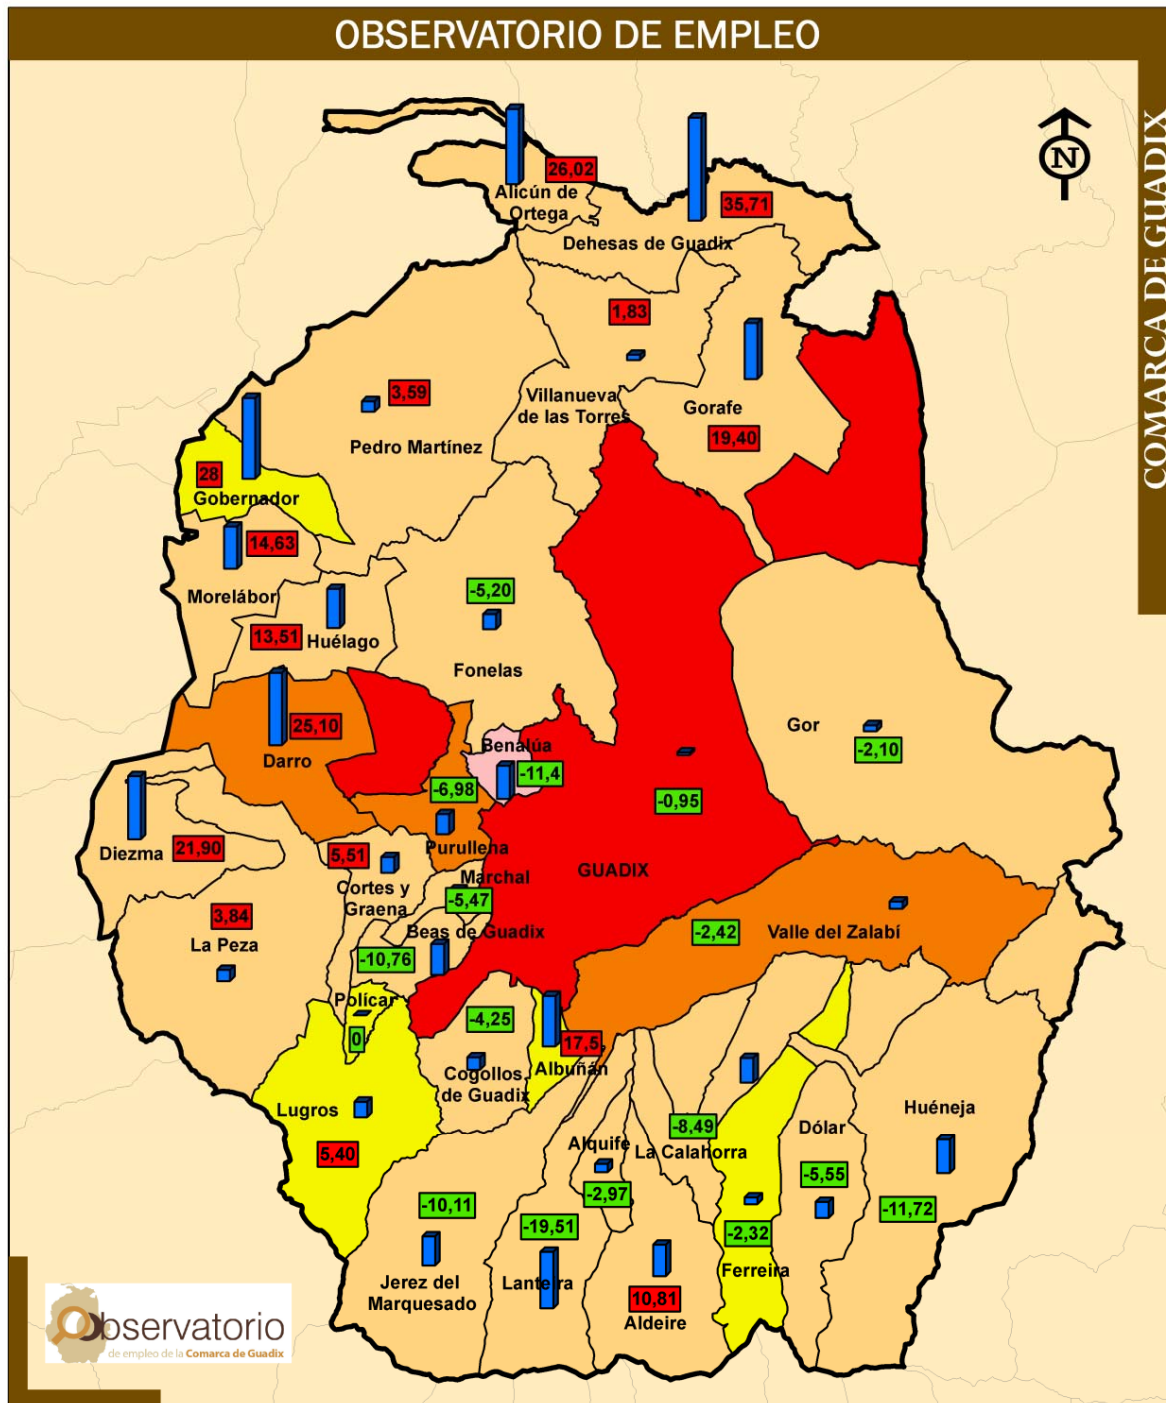 OBSERVATORIO DE EMPLEO
COMARCA DE GUADIX
N
26,02
Alicún de
Ortega
35,71
Dehesas de Guadix
1,83
Villanueva
de las Torres
Gorafe
19,40
3,59
Pedro Martínez
28
Gobernador
14,63
Morelábor
13,51
Huélago
-5,20
Fonelas
25,10
Darro
Benalúa
-11,4
-6,98
Purullena
Gor
-2,10
-0,95
GUADIX
Diezma
21,90
5,51
Cortes y
Graena
Marchal
-5,47
3,84
La Peza
Beas de Guadix
-10,76
-2,42
Valle del Zalabí
Polícar
0
-4,25
Cogollos
de Guadix
17,5
Albuñán
Lugros
5,40
Alquife
-2,97
-8,49
La Calahorra
Dólar
-5,55
Huéneja
-11,72
-10,11
Jerez del
Marquesado
-19,51
Lanteira
10,81
Aldeire
-2,32
Ferreira
Observatorio
de empleo de la Comarca de Guadix